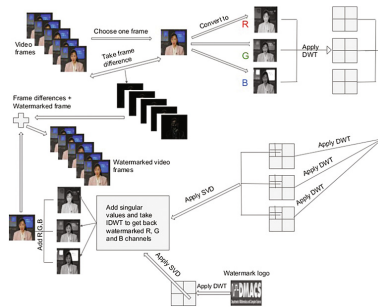 Video
frames
Choose one frame
Take frame
difference
Convert to
R
G
B
Apply
DWT
Frame differences +
Watermarked frame
Watermarked video
frames
Add R,G,B
Add singular
values and take
IDWT to get back
watermarked R, G
and B channels
Apply SVD
Apply DWT
Apply DWT
Apply DWT
Apply SVD
Apply DWT
Watermark logo
DMACS